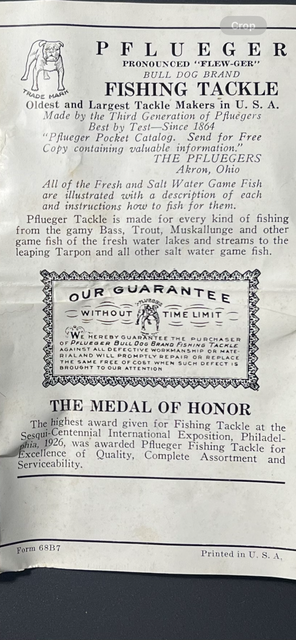 Crop
PFLUEGER
PRONOUNCED "FLEW-GER"
BULL DOG BRAND
TRADE MARK
FISHING TACKLE
Oldest and Largest Tackle Makers in U. S. A.
Made by the Third Generation of Pfluegers
Best by Test—Since 1864
"Pflueger Pocket Catalog. Send for Free
Copy containing valuable information."
THE PFLUEGERS
Akron, Ohio
All of the Fresh and Salt Water Game Fish
are illustrated with a description of each
and instructions how to fish for them.
Pflueger Tackle is made for every kind of fishing
from the gamy Bass, Trout, Muskallunge and other
game fish of the fresh water lakes and streams to the
leaping Tarpon and all other salt water game fish.
OUR GUARANTEE
PFLUEGER
WITHOUT TIME LIMIT
WE HEREBY GUARANTEE THE PURCHASER
OF PFLUEGER BULL DOG BRAND FISHING TACKLE
AGAINST ALL DEFECTIVE WORKMANSHIP OR MATE-
RIAL AND WILL PROMPTLY REPAIR OR REPLACE
THE SAME FREE OF COST WHEN SUCH DEFECT IS
BROUGHT TO OUR ATTENTION
THE MEDAL OF HONOR
The highest award given for Fishing Tackle at the
Sesqui-Centennial International Exposition, Philadel-
phia, 1926, was awarded Pflueger Fishing Tackle for
Excellence of Quality, Complete Assortment and
Serviceability.
Form 68B7 Printed in U. S. A.